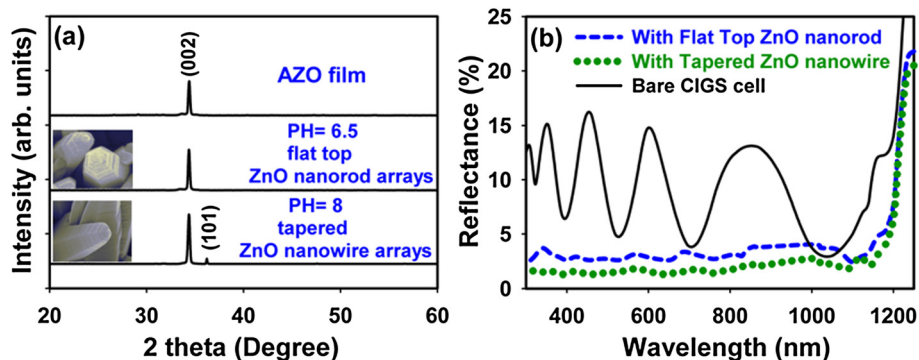 (a)
(002)
AZO film
PH= 6.5
flat top
ZnO nanorod arrays
PH= 8
tapered
ZnO nanowire arrays
(101)
Intensity (arb. units)
20 30 40 50 60
2 theta (Degree)
(b)
With Flat Top ZnO nanorod
With Tapered ZnO nanowire
Bare CIGS cell
Reflectance (%)
25
20
15
10
5
0
400 600 800 1000 1200
Wavelength (nm)